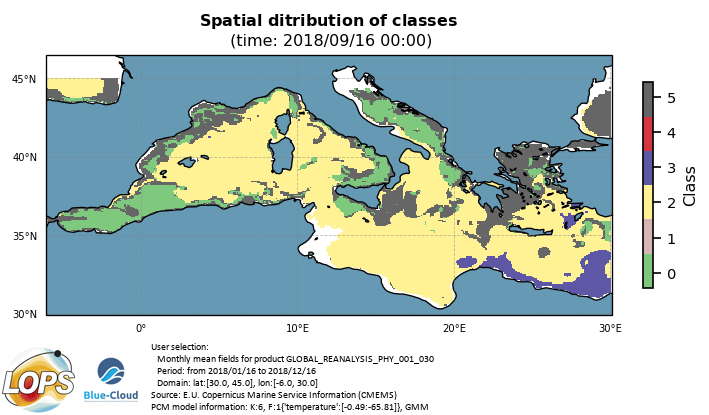 Spatial ditribution of classes
(time: 2018/09/16 00:00)
45°N
40°N
35°N
30°N
0°
10°E
20°E
30°E
5
4
3
2
1
0
Class
User selection:
Monthly mean fields for product GLOBAL_REANALYSIS_PHY_001_030
Period: from 2018/01/16 to 2018/12/16
Domain: lat:[30.0, 45.0], lon:[-6.0, 30.0]
Source: E.U. Copernicus Marine Service Information (CMEMS)
PCM model information: K:6, F:1{'temperature':[-0.49:-65.81]}, GMM
LOPS
Blue-Cloud